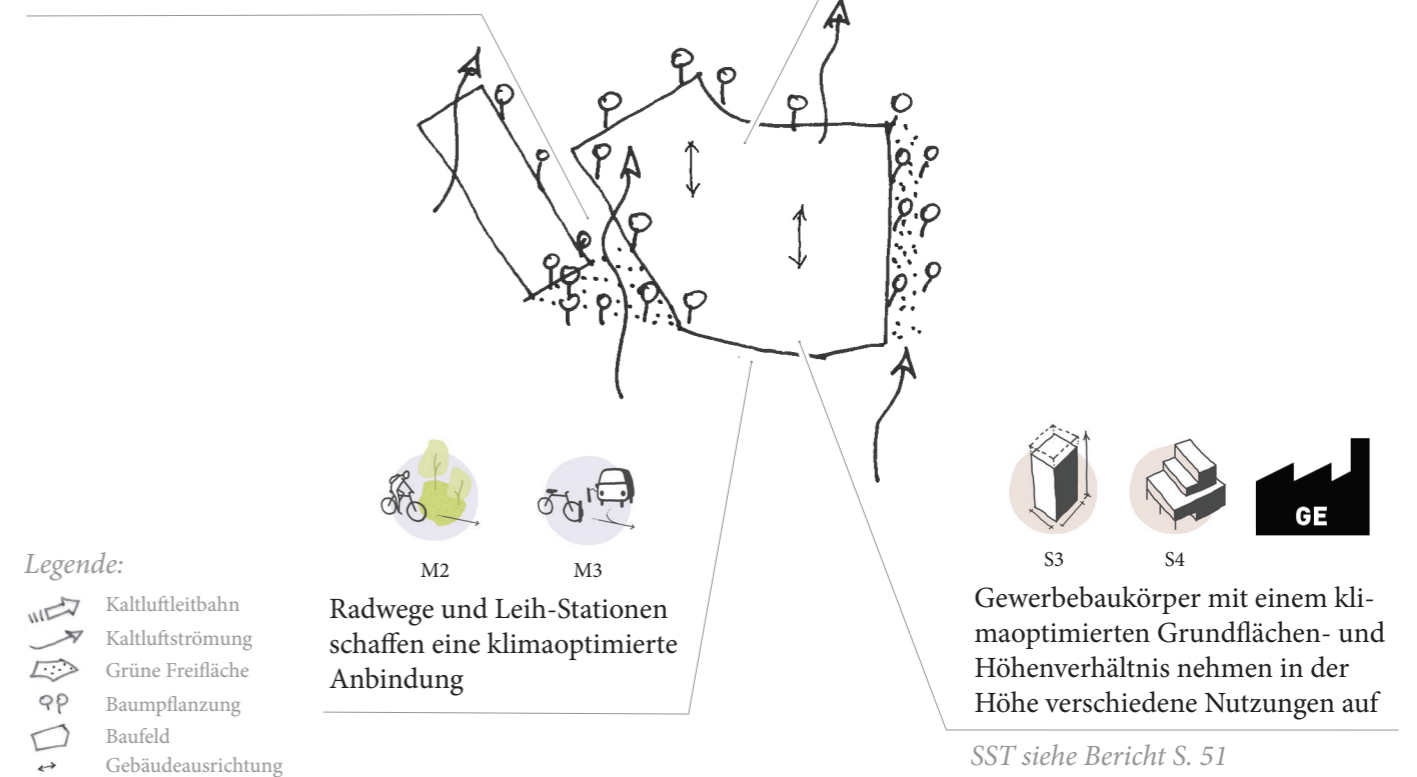 GE
M2
M3
S3
S4
Radwege und Leih-Stationen
schaffen eine klimaoptimierte
Anbindung
Gewerbebaukörper mit einem kli-
maoptimierten Grundflächen- und
Höhenverhältnis nehmen in der
Höhe verschiedene Nutzungen auf
SST siehe Bericht S. 51
Legende:
Kaltluftleitbahn
Kaltluftströmung
Grüne Freifläche
Baumpflanzung
Baufeld
Gebäudeausrichtung